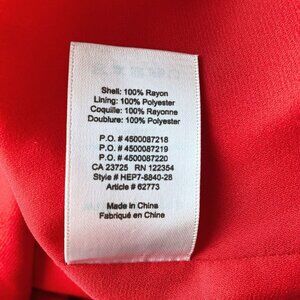 Shell: 100% Rayon
Lining: 100% Polyester
Coquille: 100% Rayonne
Doublure: 100% Polyester
P.O. # 4500087218
P.O. # 4500087219
P.O. # 4500087220
CA 23725 RN 122354
Style # HEP7-8840-28
Article # 62773
Made in China
Fabriqué en Chine